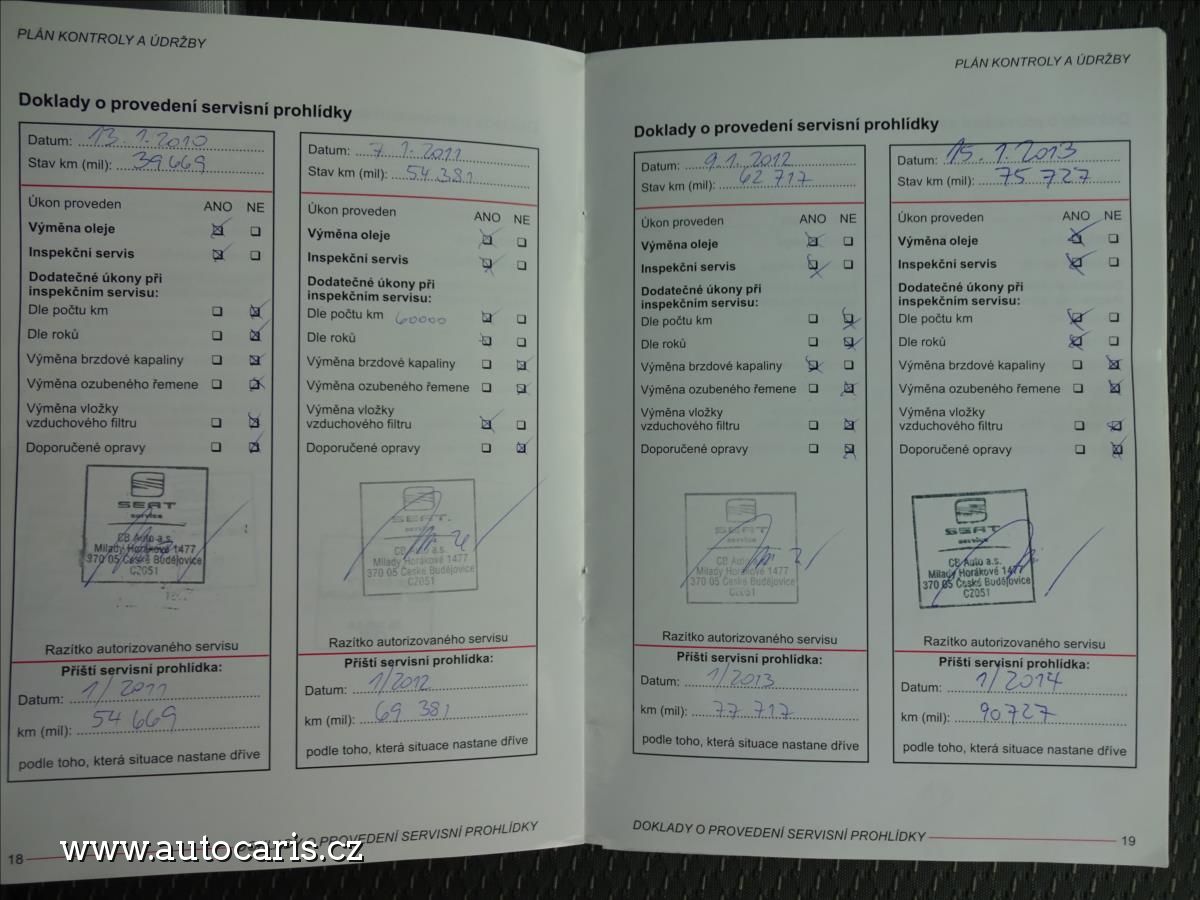 PLÁN KONTROLY A ÚDRŽBY
Doklady o provedení servisní prohlídky
Datum: 13.1.2010
Stav km (mil): 39 669
Úkon proveden ANO NE
Výměna oleje
Inspekční servis
Dodatečné úkony při
inspekčním servisu:
Dle počtu km
Dle roků
Výměna brzdové kapaliny
Výměna ozubeného řemene
Výměna vložky
vzduchového filtru
Doporučené opravy
SEAT
service
CB Auto a.s.
Milady Horákové 1477
370 05 České Budějovice
C2051
Razítko autorizovaného servisu
Příští servisní prohlídka:
Datum: 1/2011
km (mil): 54 669
podle toho, která situace nastane dříve
Datum: 7.1.2011
Stav km (mil): 54 381
Úkon proveden ANO NE
Výměna oleje
Inspekční servis
Dodatečné úkony při
inspekčním servisu:
Dle počtu km 60000
Dle roků
Výměna brzdové kapaliny
Výměna ozubeného řemene
Výměna vložky
vzduchového filtru
Doporučené opravy
SEAT
service
CB Auto a.s.
Milady Horákové 1477
370 05 České Budějovice
C2051
Razítko autorizovaného servisu
Příští servisní prohlídka:
Datum: 1/2012
km (mil): 69 381
podle toho, která situace nastane dříve
18
O PROVEDENÍ SERVISNÍ PROHLÍDKY
PLÁN KONTROLY A ÚDRŽBY
Doklady o provedení servisní prohlídky
Datum: 9.1.2012
Stav km (mil): 62 717
Úkon proveden ANO NE
Výměna oleje
Inspekční servis
Dodatečné úkony při
inspekčním servisu:
Dle počtu km
Dle roků
Výměna brzdové kapaliny
Výměna ozubeného řemene
Výměna vložky
vzduchového filtru
Doporučené opravy
SEAT
service
CB Auto a.s.
Milady Horákové 1477
370 05 České Budějovice
C2051
Razítko autorizovaného servisu
Příští servisní prohlídka:
Datum: 1/2013
km (mil): 77 717
podle toho, která situace nastane dříve
Datum: 15.1.2013
Stav km (mil): 75 727
Úkon proveden ANO NE
Výměna oleje
Inspekční servis
Dodatečné úkony při
inspekčním servisu:
Dle počtu km
Dle roků
Výměna brzdové kapaliny
Výměna ozubeného řemene
Výměna vložky
vzduchového filtru
Doporučené opravy
SEAT
service
CB Auto a.s.
Milady Horákové 1477
370 05 České Budějovice
C2051
Razítko autorizovaného servisu
Příští servisní prohlídka:
Datum: 1/2014
km (mil): 90727
podle toho, která situace nastane dříve
DOKLADY O PROVEDENÍ SERVISNÍ PROHLÍDKY 19
www.autocaris.cz